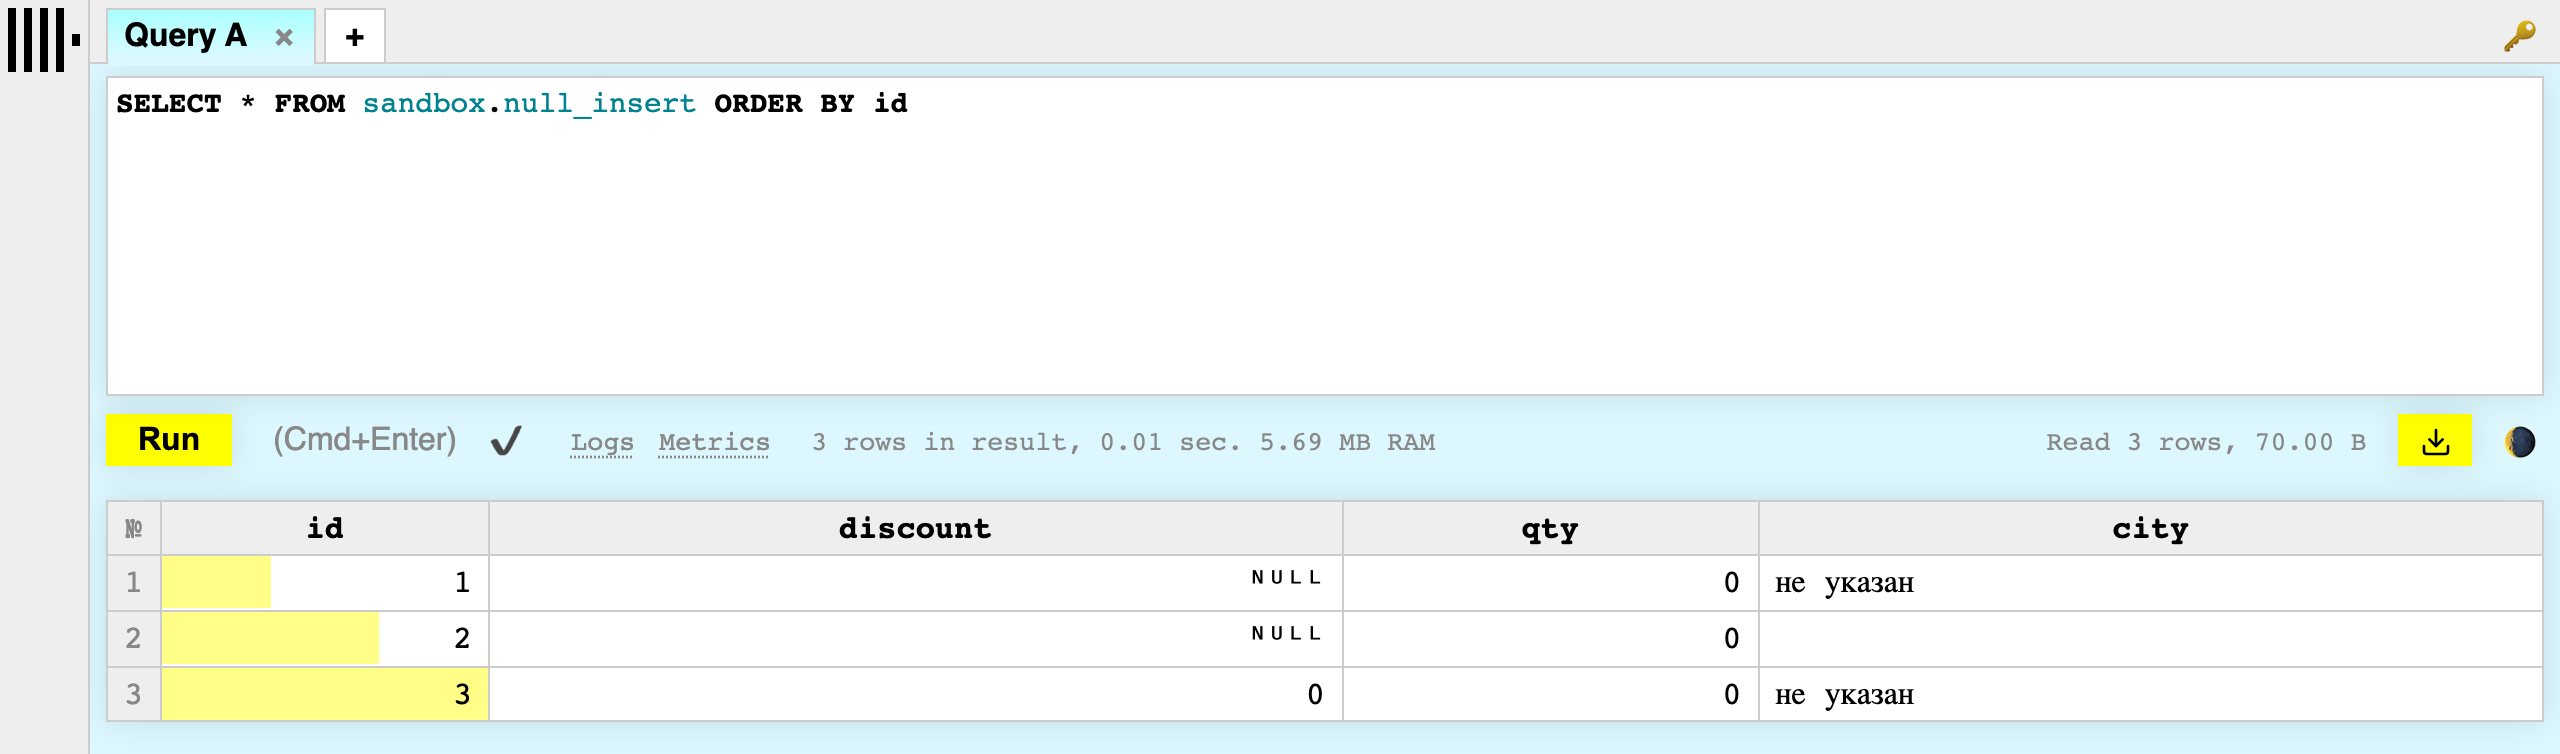 Query A × +
SELECT * FROM sandbox.null_insert ORDER BY id
Run (Cmd+Enter) ✔ Logs Metrics 3 rows in result, 0.01 sec. 5.69 MB RAM Read 3 rows, 70.00 B
№ id discount qty city
1 1 NULL 0 не указан
2 2 NULL 0
3 3 0 0 не указан